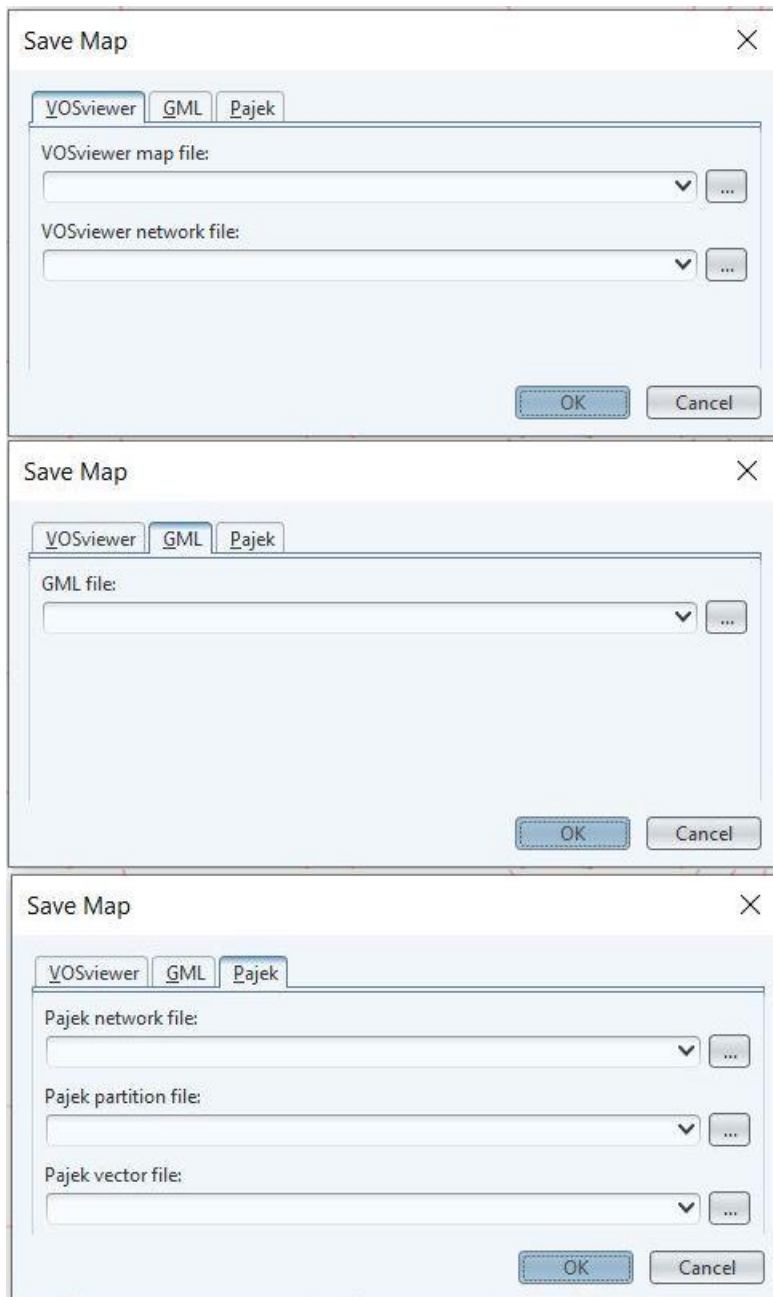 Save Map
VOSviewer GML Pajek
VOSviewer map file:
...
VOSviewer network file:
...
OK Cancel
Save Map
VOSviewer GML Pajek
GML file:
...
OK Cancel
Save Map
VOSviewer GML Pajek
Pajek network file:
...
Pajek partition file:
...
Pajek vector file:
...
OK Cancel